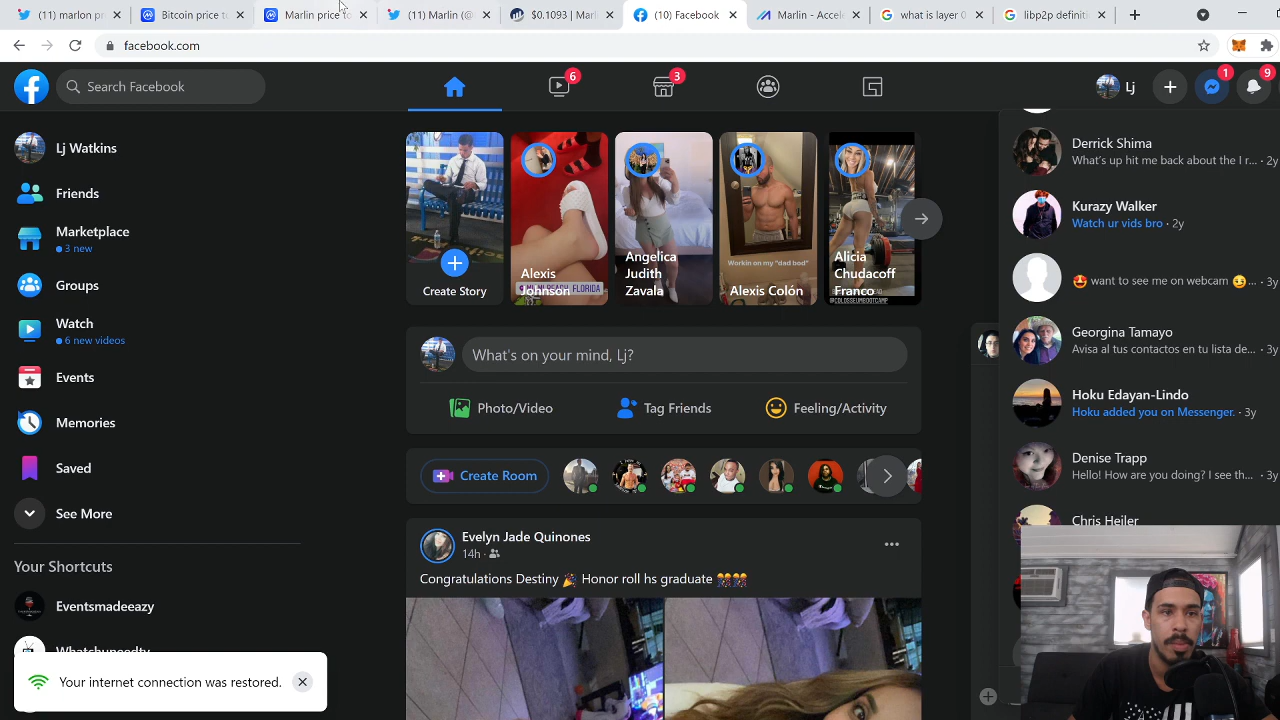 (11) marlon pr
Bitcoin price to
Marlin price to
(11) Marlin (@
$0.1093 | Marlin
(10) Facebook
Marlin - Accel
what is layer 0
libp2p definiti
facebook.com
Search Facebook
6
3
Lj
1
9
Lj Watkins
Friends
Marketplace
3 new
Groups
Watch
6 new videos
Events
Memories
Saved
See More
Your Shortcuts
Eventsmadeeazy
Whatchuneedtv
Your internet connection was restored.
Create Story
Alexis
Johnson
FLORIDA
Angelica
Judith
Zavala
Workin on my "dad bod"
Alexis Colón
Alicia
Chudacoff
Franco
@COLOSSEUMBOOTCAMP
What's on your mind, Lj?
Photo/Video
Tag Friends
Feeling/Activity
Create Room
Evelyn Jade Quinones
14h ·
Congratulations Destiny 🎉 Honor roll hs graduate 🎊🎊
Derrick Shima
What's up hit me back about the I r... · 2y
Kurazy Walker
Watch ur vids bro · 2y
🤩 want to see me on webcam 😉... · 3y
Georgina Tamayo
Avisa al tus contactos en tu lista de... · 3y
Hoku Edayan-Lindo
Hoku added you on Messenger. · 3y
Denise Trapp
Hello! How are you doing? I see th... · 3y
Chris Heiler